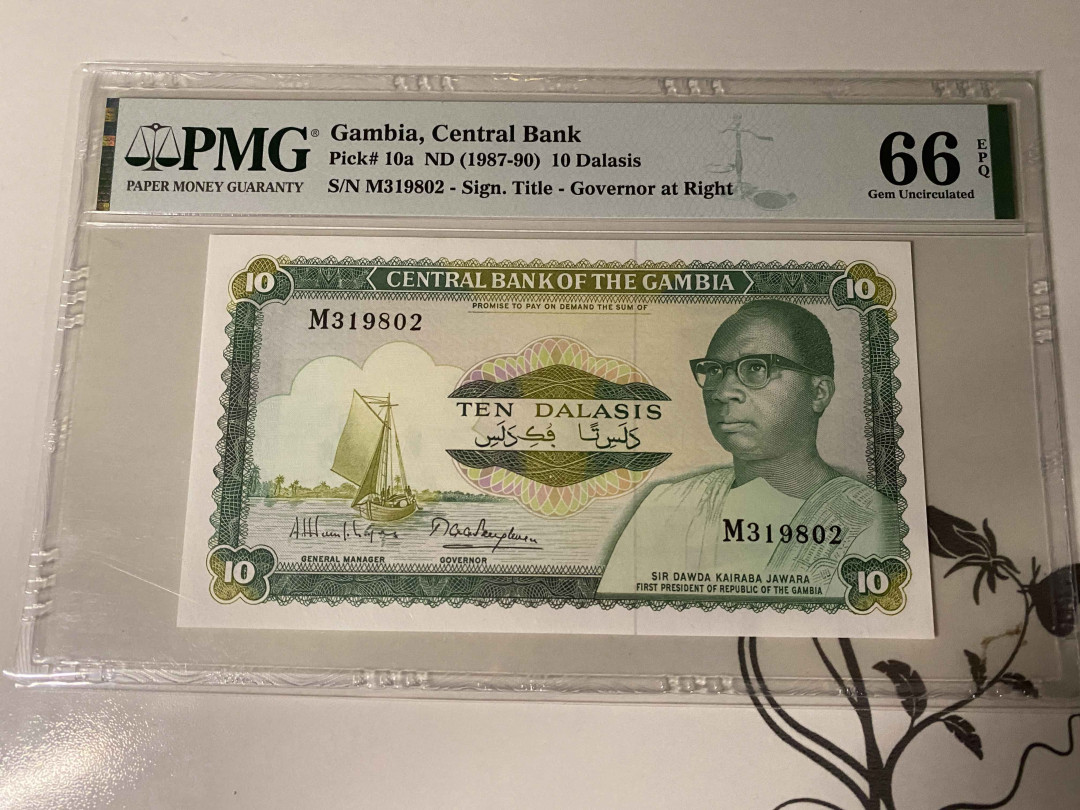 PMG®
PAPER MONEY GUARANTY
Gambia, Central Bank
Pick# 10a ND (1987-90) 10 Dalasis
S/N M319802 - Sign. Title - Governor at Right
66
EPQ
Gem Uncirculated
10
CENTRAL BANK OF THE GAMBIA
10
PROMISE TO PAY ON DEMAND THE SUM OF
M319802
TEN DALASIS
GENERAL MANAGER
GOVERNOR
M319802
SIR DAWDA KAIRABA JAWARA
FIRST PRESIDENT OF REPUBLIC OF THE GAMBIA
10
10